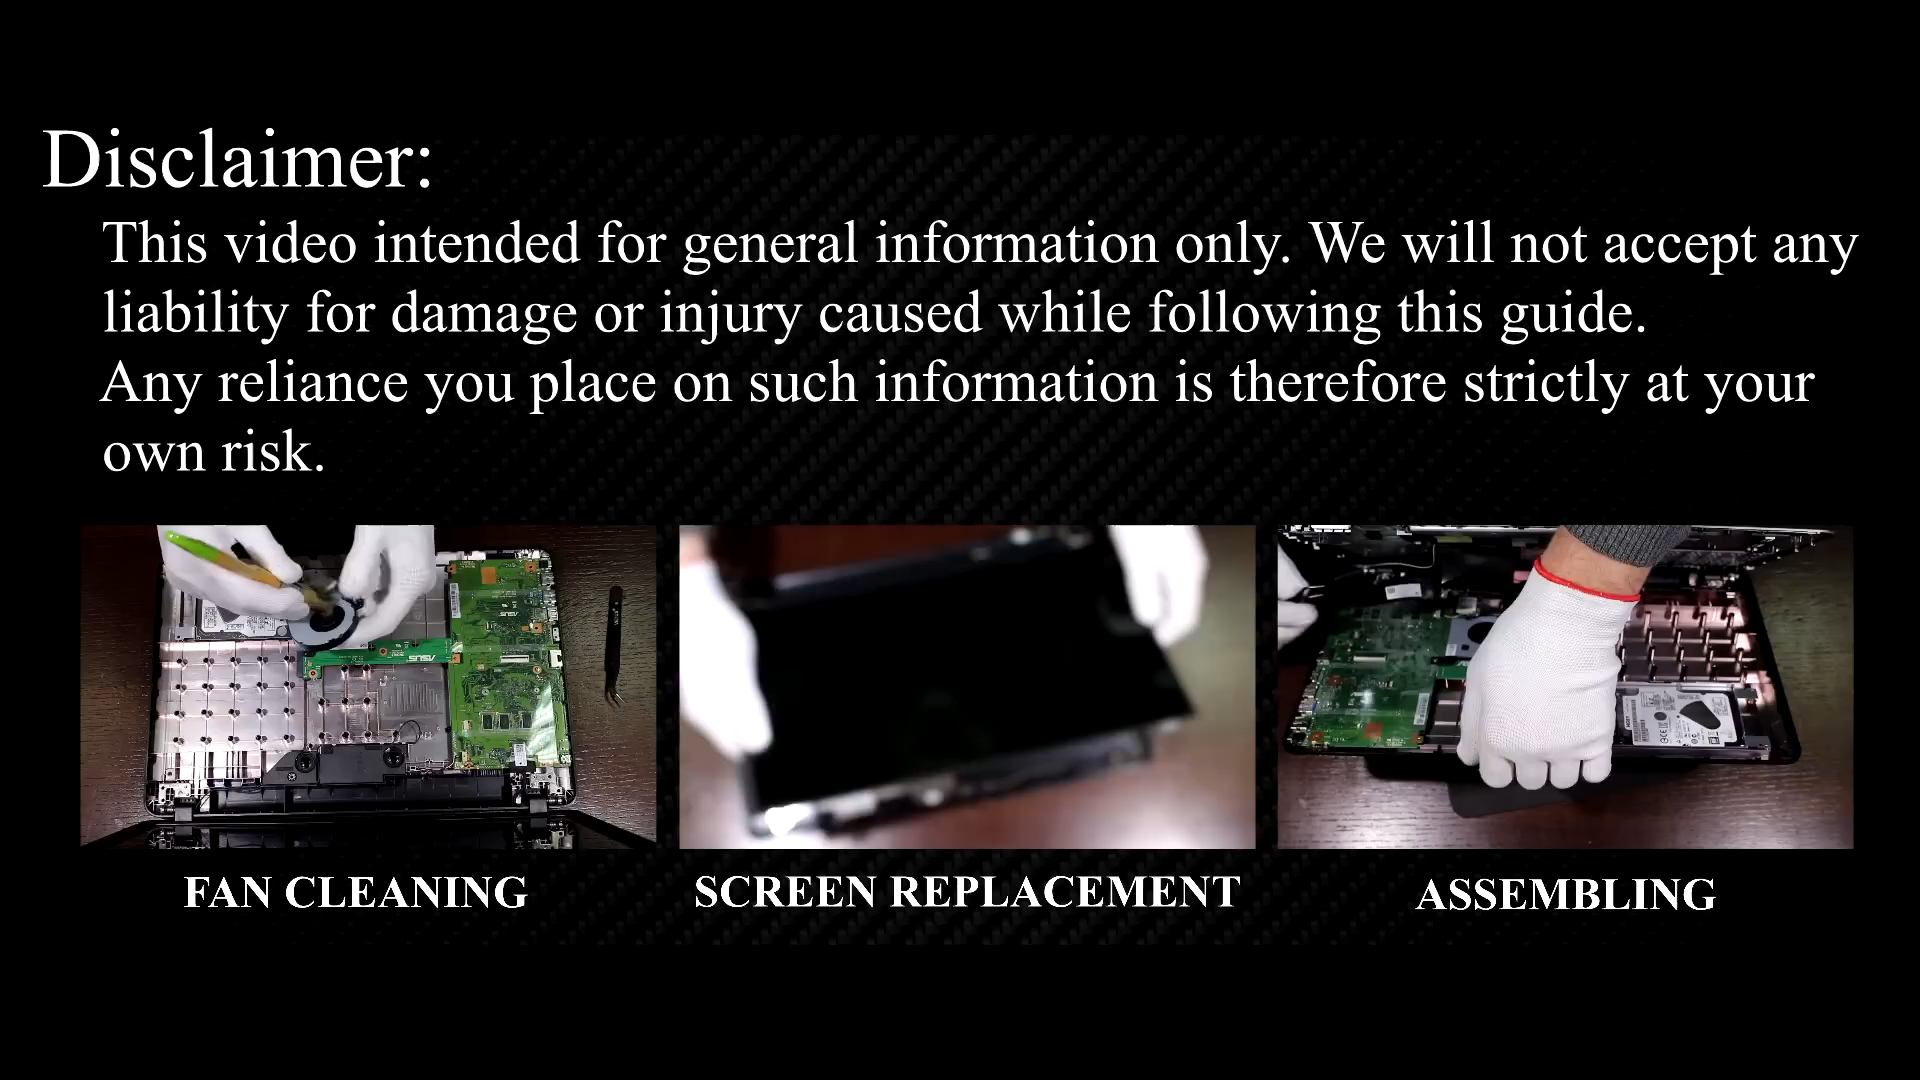 Disclaimer:
This video intended for general information only. We will not accept any
liability for damage or injury caused while following this guide.
Any reliance you place on such information is therefore strictly at your
own risk.
ASUS
ASUS
FAN CLEANING
SCREEN REPLACEMENT
ASSEMBLING